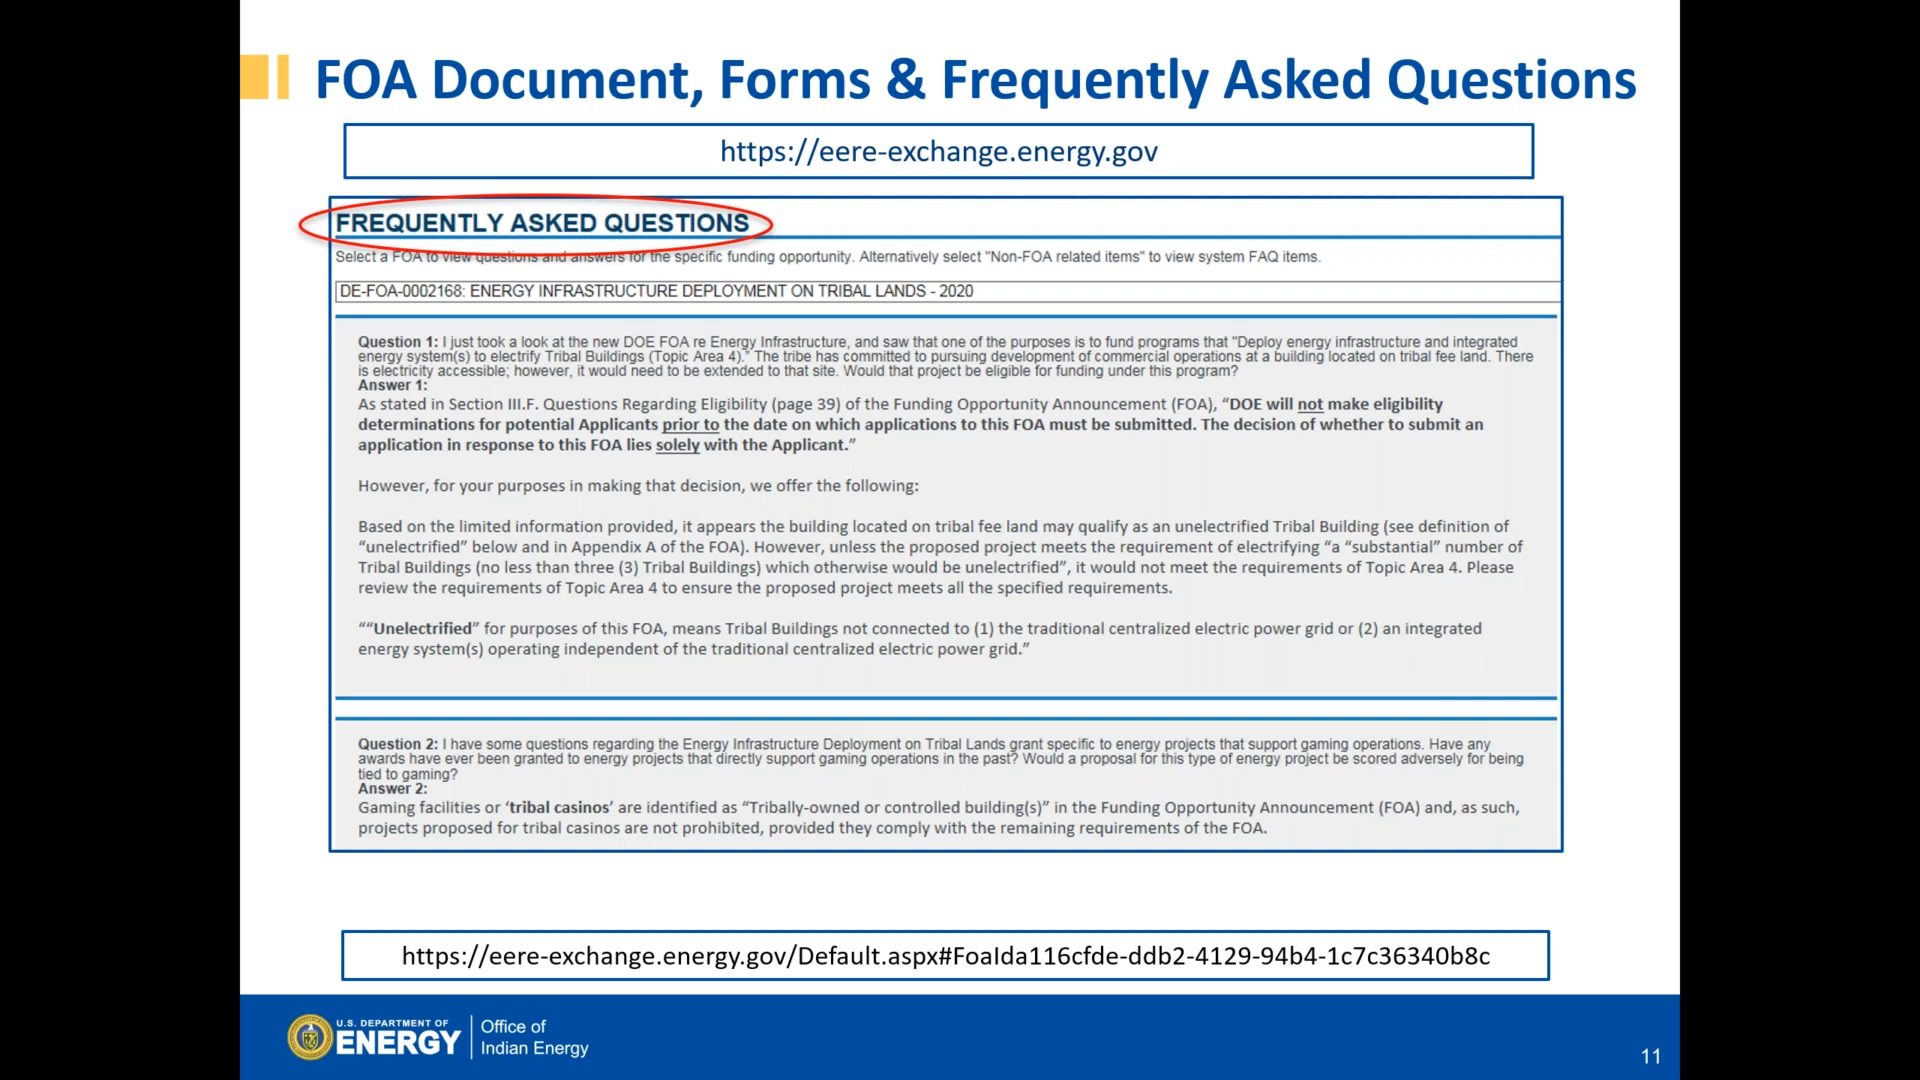 FOA Document, Forms & Frequently Asked Questions
https://eere-exchange.energy.gov
FREQUENTLY ASKED QUESTIONS
Select a FOA to view questions and answers for the specific funding opportunity. Alternatively select "Non-FOA related items" to view system FAQ items.
DE-FOA-0002168: ENERGY INFRASTRUCTURE DEPLOYMENT ON TRIBAL LANDS - 2020
Question 1: I just took a look at the new DOE FOA re Energy Infrastructure, and saw that one of the purposes is to fund programs that "Deploy energy infrastructure and integrated
energy system(s) to electrify Tribal Buildings (Topic Area 4)." The tribe has committed to pursuing development of commercial operations at a building located on tribal fee land. There
is electricity accessible; however, it would need to be extended to that site. Would that project be eligible for funding under this program?
Answer 1:
As stated in Section III.F. Questions Regarding Eligibility (page 39) of the Funding Opportunity Announcement (FOA), “DOE will not make eligibility
determinations for potential Applicants prior to the date on which applications to this FOA must be submitted. The decision of whether to submit an
application in response to this FOA lies solely with the Applicant.”
However, for your purposes in making that decision, we offer the following:
Based on the limited information provided, it appears the building located on tribal fee land may qualify as an unelectrified Tribal Building (see definition of
“unelectrified” below and in Appendix A of the FOA). However, unless the proposed project meets the requirement of electrifying “a “substantial” number of
Tribal Buildings (no less than three (3) Tribal Buildings) which otherwise would be unelectrified”, it would not meet the requirements of Topic Area 4. Please
review the requirements of Topic Area 4 to ensure the proposed project meets all the specified requirements.
““Unelectrified” for purposes of this FOA, means Tribal Buildings not connected to (1) the traditional centralized electric power grid or (2) an integrated
energy system(s) operating independent of the traditional centralized electric power grid.”
Question 2: I have some questions regarding the Energy Infrastructure Deployment on Tribal Lands grant specific to energy projects that support gaming operations. Have any
awards have ever been granted to energy projects that directly support gaming operations in the past? Would a proposal for this type of energy project be scored adversely for being
tied to gaming?
Answer 2:
Gaming facilities or ‘tribal casinos’ are identified as “Tribally-owned or controlled building(s)” in the Funding Opportunity Announcement (FOA) and, as such,
projects proposed for tribal casinos are not prohibited, provided they comply with the remaining requirements of the FOA.
https://eere-exchange.energy.gov/Default.aspx#FoaIda116cfde-ddb2-4129-94b4-1c7c36340b8c
U.S. DEPARTMENT OF
ENERGY
Office of
Indian Energy
11